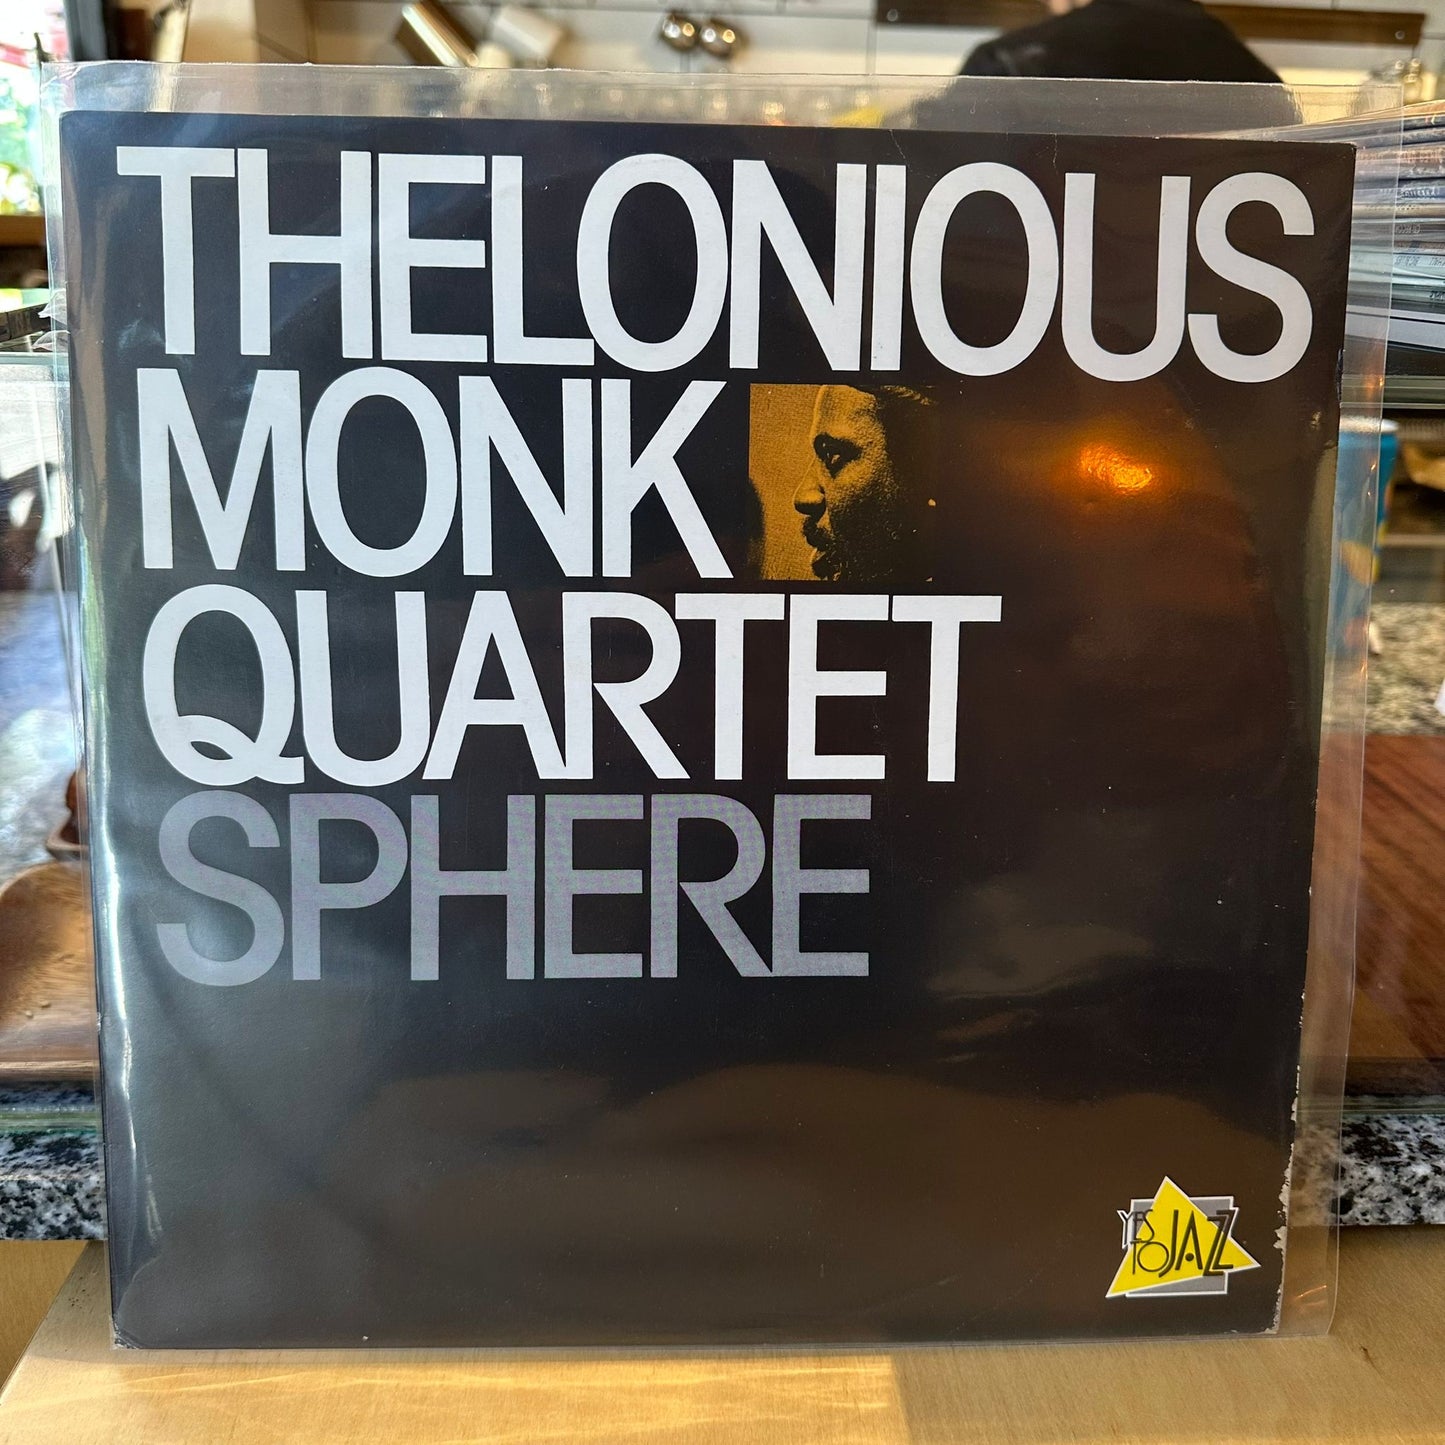 THELONIOUS
MONK
QUARTET
SPHERE
YES
TO JAZZ